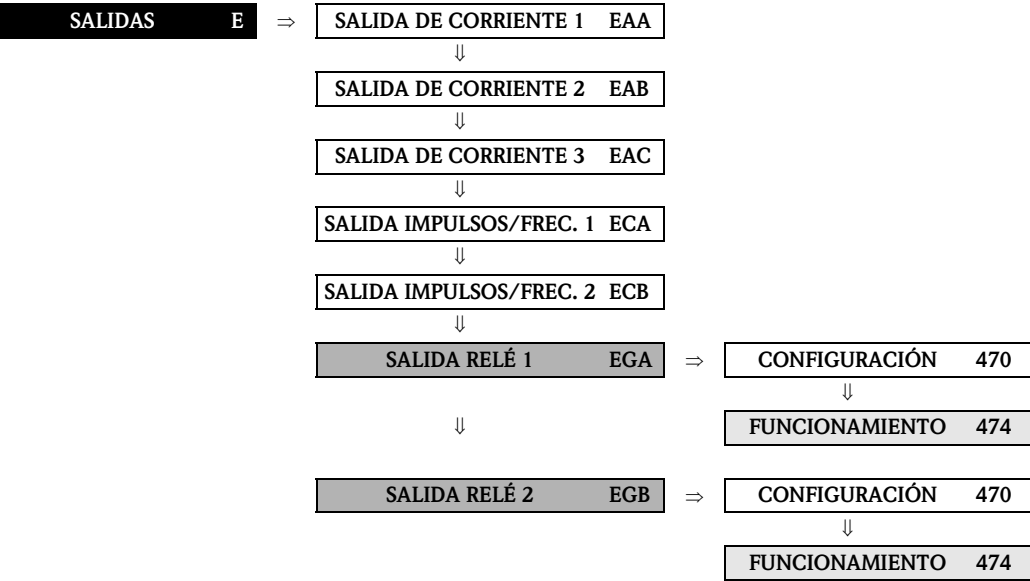 SALIDAS E ⇒ SALIDA DE CORRIENTE 1 EAA
⇓
SALIDA DE CORRIENTE 2 EAB
⇓
SALIDA DE CORRIENTE 3 EAC
⇓
SALIDA IMPULSOS/FREC. 1 ECA
⇓
SALIDA IMPULSOS/FREC. 2 ECB
⇓
SALIDA RELÉ 1 EGA ⇒ CONFIGURACIÓN 470
⇓
⇓ FUNCIONAMIENTO 474
SALIDA RELÉ 2 EGB ⇒ CONFIGURACIÓN 470
⇓
FUNCIONAMIENTO 474